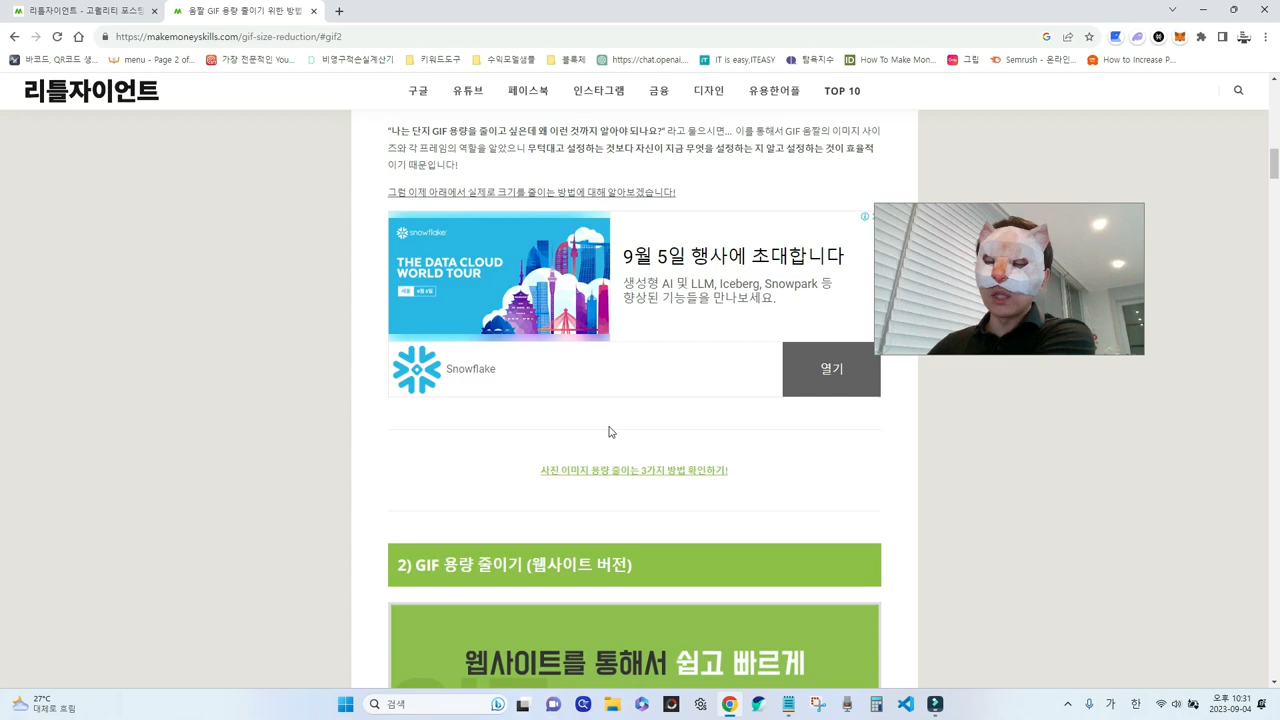 리틀자이언트 - 고퀄리티 포스팅
움짤 GIF 용량 줄이기 위한 방법
https://makemoneyskills.com/gif-size-reduction/#gif2
바코드, QR코드 생...
menu - Page 2 of...
가장 전문적인 You...
비영구적손실계산기
키워드도구
수익모델샘플
블류체
https://chat.openai....
IT is easy,ITEASY
탐욕지수
How To Make Mon...
그립
Semrush - 온라인...
How to Increase P...
리틀자이언트
구글 유튜브 페이스북 인스타그램 금융 디자인 유용한어플 TOP 10
"나는 단지 GIF 용량을 줄이고 싶은데 왜 이런 것까지 알아야 되나요?" 라고 물으시면... 이를 통해서 GIF 움짤의 이미지 사이
즈와 각 프레임의 역할을 알았으니 무턱대고 설정하는 것보다 자신이 지금 무엇을 설정하는 지 알고 설정하는 것이 효율적
이기 때문입니다!
그럼 이제 아래에서 실제로 크기를 줄이는 방법에 대해 알아보겠습니다!
snowflake
THE DATA CLOUD
WORLD TOUR
서울 9월 5일
9월 5일 행사에 초대합니다
생성형 AI 및 LLM, Iceberg, Snowpark 등
향상된 기능들을 만나보세요.
Snowflake
열기
사진 이미지 용량 줄이는 3가지 방법 확인하기!
2) GIF 용량 줄이기 (웹사이트 버전)
웹사이트를 통해서 쉽고 빠르게
27°C
대체로 흐림
검색
가 한
오후 10:31
2023-09-04